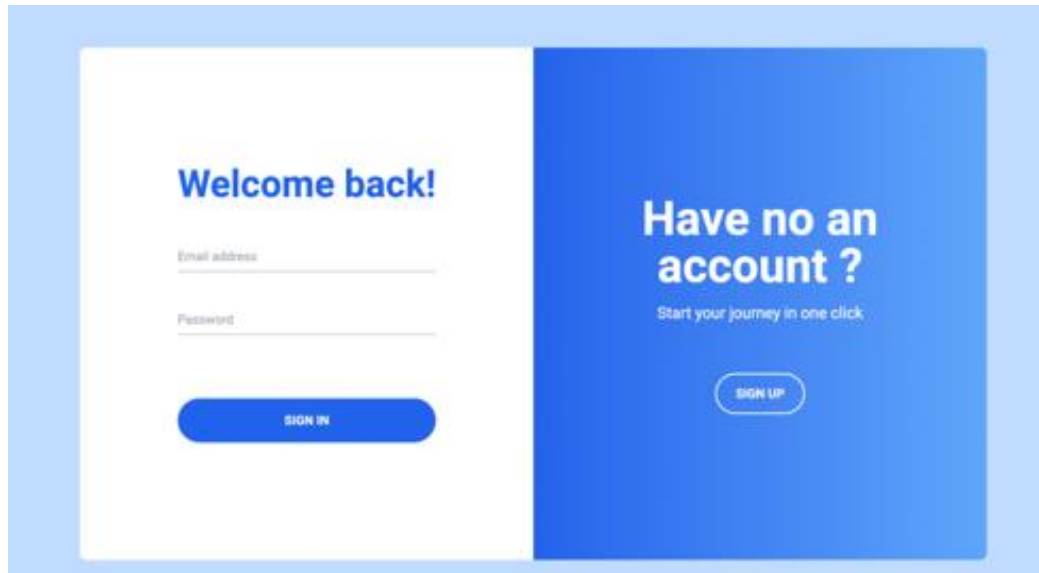 Welcome back!
Email address
Password
SIGN IN
Have no an
account ?
Start your journey in one click
SIGN UP